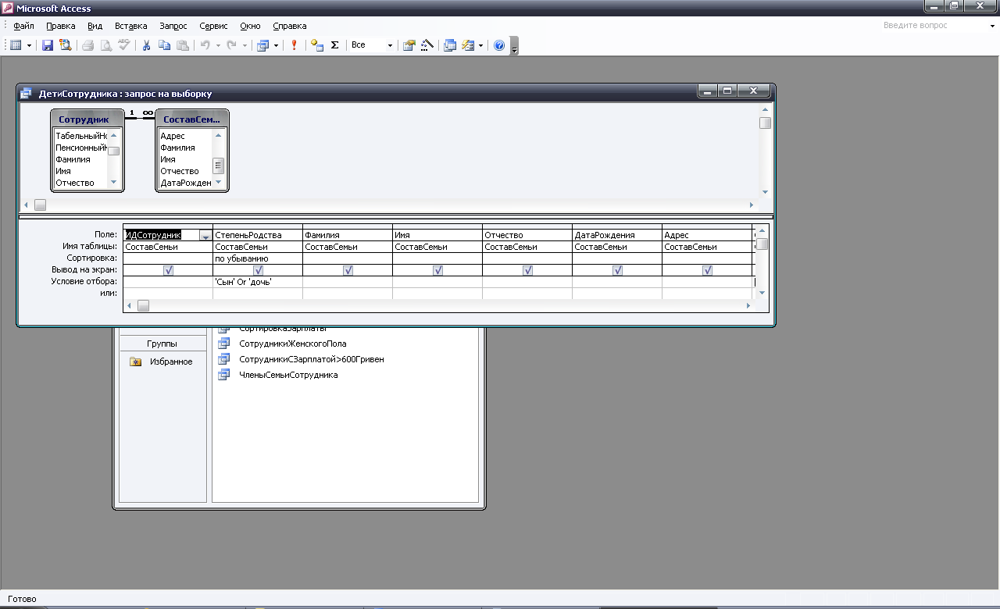 Microsoft Access
Файл Правка Вид Вставка Запрос Сервис Окно Справка Введите вопрос
Все
ДетиСотрудника : запрос на выборку
Сотрудник 1 ∞ СоставСем...
ТабельныйНо Адрес
Пенсионный Фамилия
Фамилия Имя
Имя Отчество
Отчество ДатаРожден
Поле: ИДСотрудник СтепеньРодства Фамилия Имя Отчество ДатаРождения Адрес
Имя таблицы: СоставСемьи СоставСемьи СоставСемьи СоставСемьи СоставСемьи СоставСемьи СоставСемьи
Сортировка: по убыванию
Вывод на экран:
Условие отбора: 'Сын' Or 'дочь'
или:
СортировкаЗарплаты
Группы СотрудникиЖенскогоПола
Избранное СотрудникиСЗарплатой>600Гривен
ЧленыСемьиСотрудника
Готово